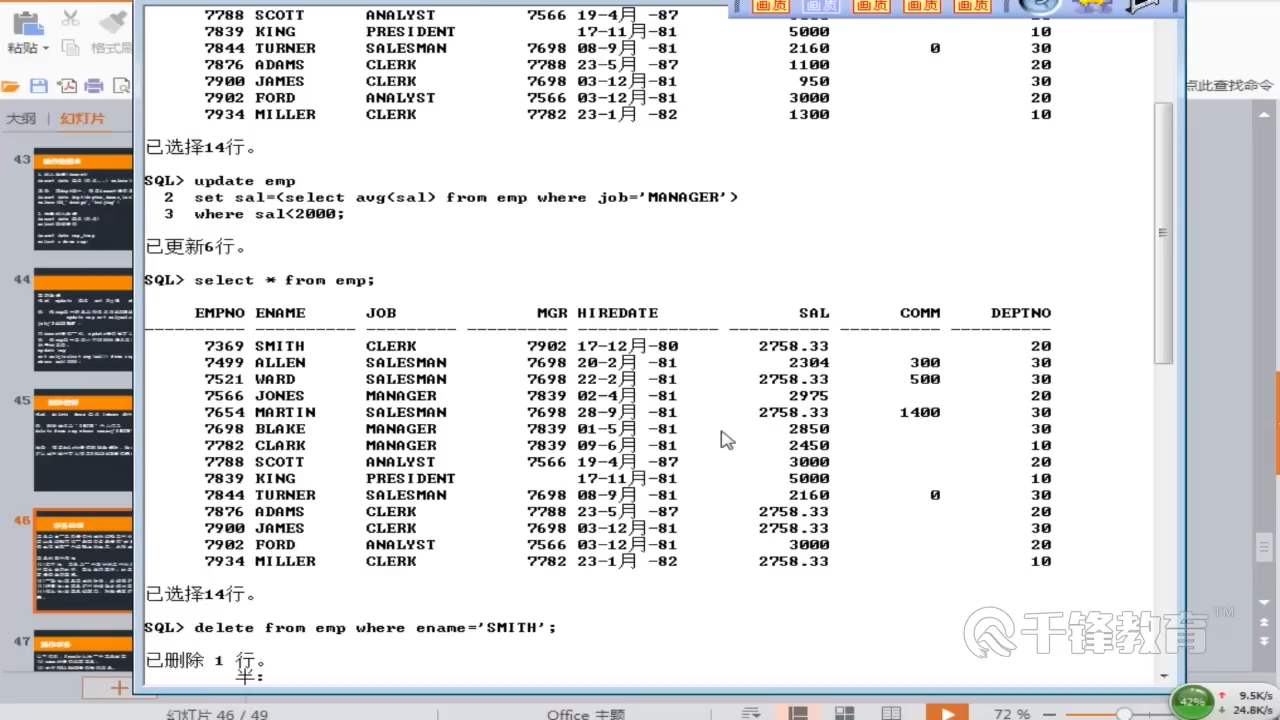 画质 画质 画质 画质 画质
粘贴
点此查找命令
大纲 幻灯片
7788 SCOTT ANALYST 7566 19-4月 -87
7839 KING PRESIDENT 17-11月-81 5000 10
7844 TURNER SALESMAN 7698 08-9月 -81 2160 0 30
7876 ADAMS CLERK 7788 23-5月 -87 1100 20
7900 JAMES CLERK 7698 03-12月-81 950 30
7902 FORD ANALYST 7566 03-12月-81 3000 20
7934 MILLER CLERK 7782 23-1月 -82 1300 10
已选择14行。
SQL> update emp
2 set sal=(select avg(sal) from emp where job='MANAGER')
3 where sal<2000;
已更新6行。
SQL> select * from emp;
EMPNO ENAME JOB MGR HIREDATE SAL COMM DEPTNO
---------- ---------- --------- ---------- -------------- ---------- ---------- ----------
7369 SMITH CLERK 7902 17-12月-80 2758.33 20
7499 ALLEN SALESMAN 7698 20-2月 -81 2304 300 30
7521 WARD SALESMAN 7698 22-2月 -81 2758.33 500 30
7566 JONES MANAGER 7839 02-4月 -81 2975 20
7654 MARTIN SALESMAN 7698 28-9月 -81 2758.33 1400 30
7698 BLAKE MANAGER 7839 01-5月 -81 2850 30
7782 CLARK MANAGER 7839 09-6月 -81 2450 10
7788 SCOTT ANALYST 7566 19-4月 -87 3000 20
7839 KING PRESIDENT 17-11月-81 5000 10
7844 TURNER SALESMAN 7698 08-9月 -81 2160 0 30
7876 ADAMS CLERK 7788 23-5月 -87 2758.33 20
7900 JAMES CLERK 7698 03-12月-81 2758.33 30
7902 FORD ANALYST 7566 03-12月-81 3000 20
7934 MILLER CLERK 7782 23-1月 -82 2758.33 10
已选择14行。
SQL> delete from emp where ename='SMITH';
已删除 1 行。
半:
43
44
45
46
47
千锋教育 TM
42% 9.5K/s
24.8K/s
幻灯片 46 / 49 Office 主题 72 %